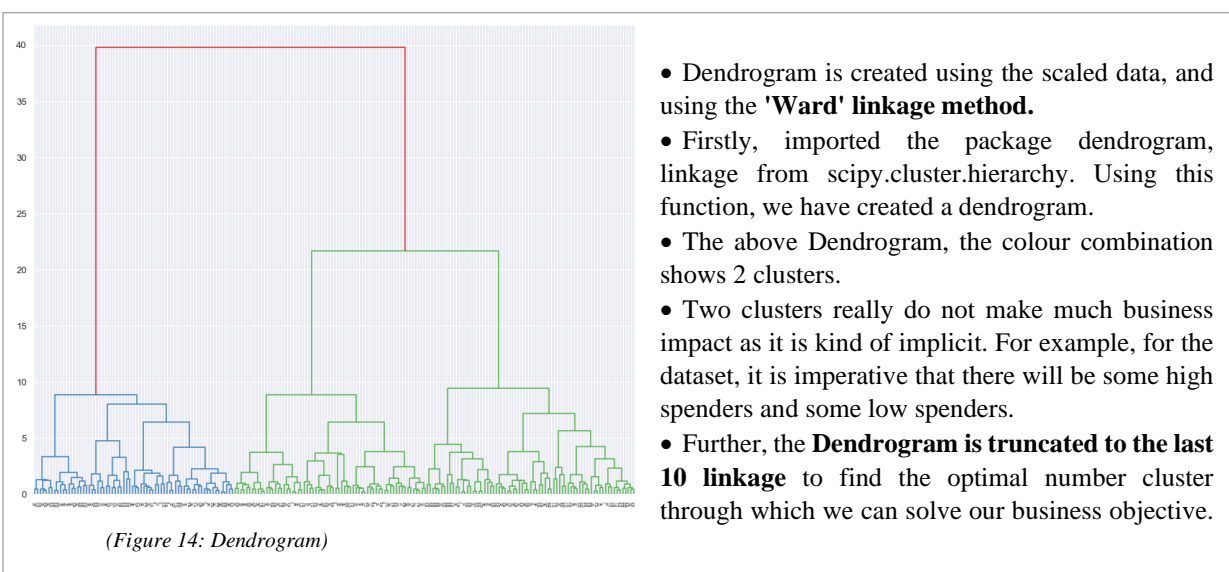 40
35
30
25
20
15
10
5
0
(Figure 14: Dendrogram)
• Dendrogram is created using the scaled data, and
using the 'Ward' linkage method.
• Firstly, imported the package dendrogram,
linkage from scipy.cluster.hierarchy. Using this
function, we have created a dendrogram.
• The above Dendrogram, the colour combination
shows 2 clusters.
• Two clusters really do not make much business
impact as it is kind of implicit. For example, for the
dataset, it is imperative that there will be some high
spenders and some low spenders.
• Further, the Dendrogram is truncated to the last
10 linkage to find the optimal number cluster
through which we can solve our business objective.